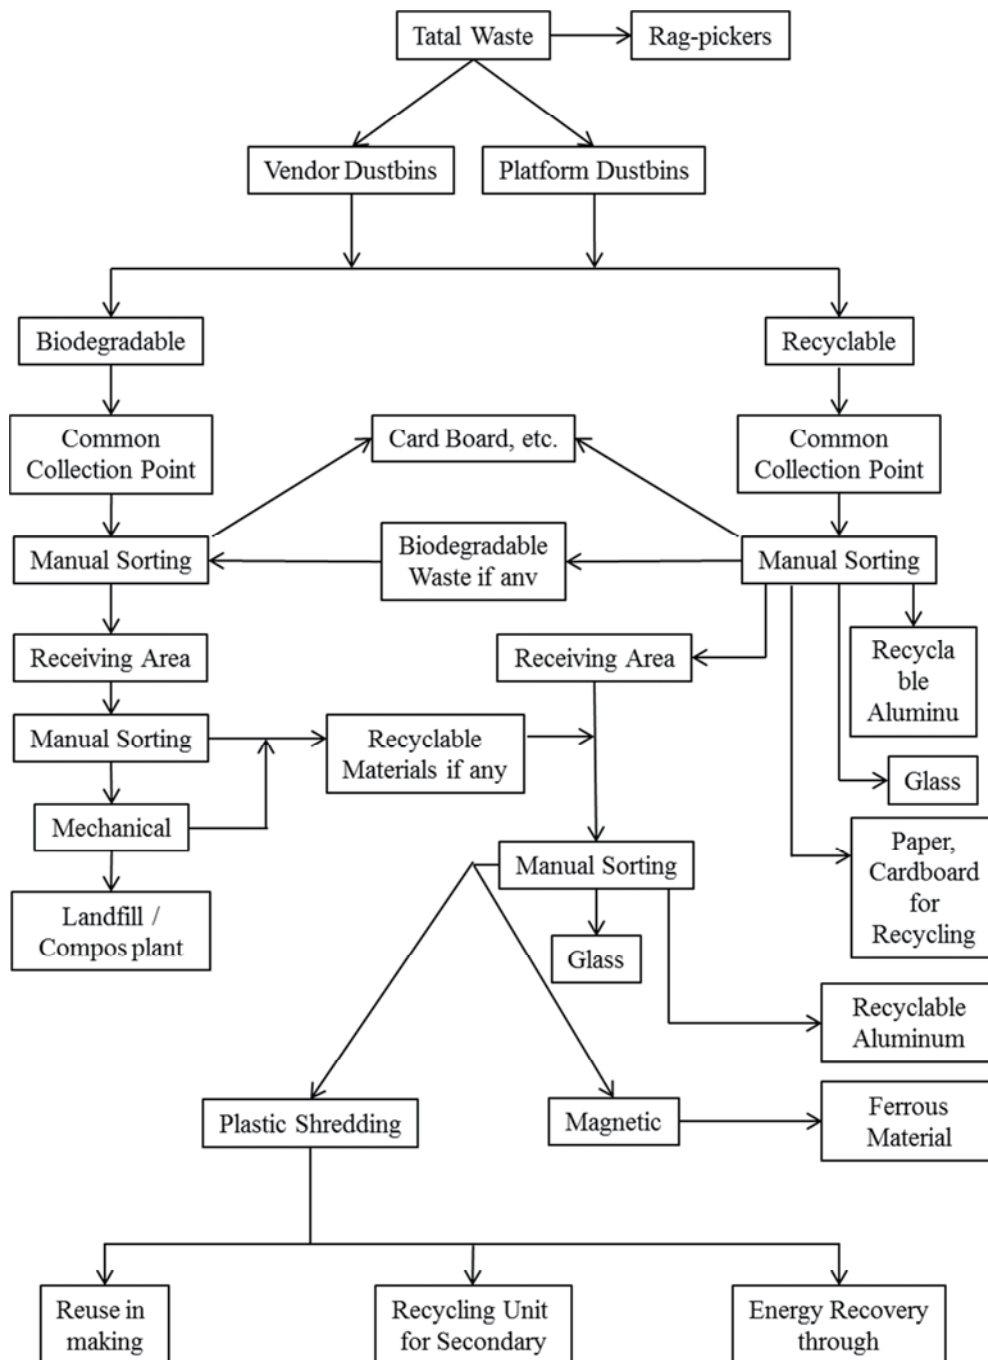 Tatal Waste
Rag-pickers
Vendor Dustbins
Platform Dustbins
Biodegradable
Recyclable
Common
Collection Point
Card Board, etc.
Common
Collection Point
Manual Sorting
Biodegradable
Waste if anv
Manual Sorting
Receiving Area
Receiving Area
Recycla
ble
Aluminu
Manual Sorting
Recyclable
Materials if any
Glass
Mechanical
Manual Sorting
Paper,
Cardboard
for
Recycling
Landfill /
Compos plant
Glass
Recyclable
Aluminum
Plastic Shredding
Magnetic
Ferrous
Material
Reuse in
making
Recycling Unit
for Secondary
Energy Recovery
through